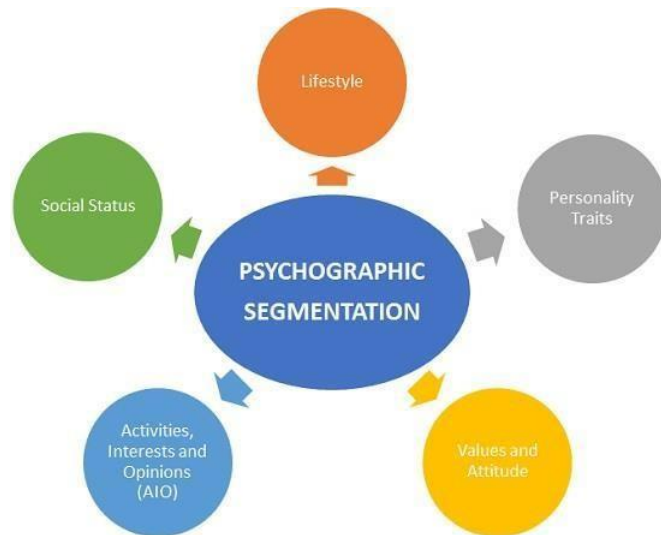 Lifestyle
Social Status
Personality
Traits
PSYCHOGRAPHIC
SEGMENTATION
Activities,
Interests and
Opinions
(AIO)
Values and
Attitude